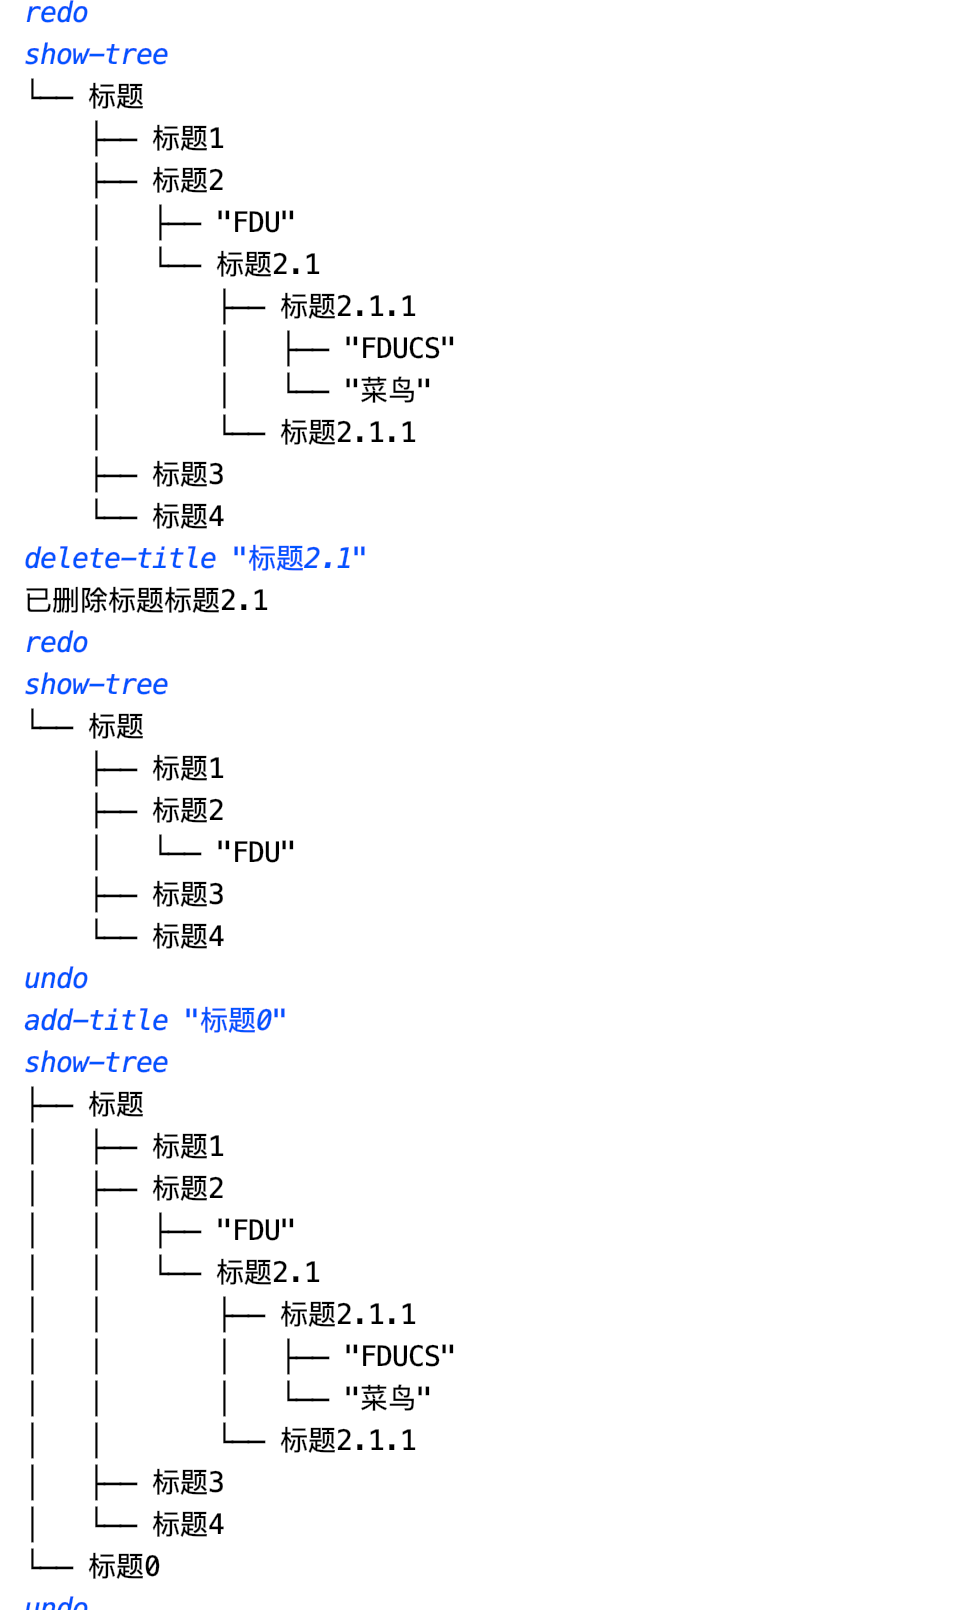 redo
show-tree
└── 标题
    ├── 标题1
    ├── 标题2
    │   ├── "FDU"
    │   └── 标题2.1
    │       ├── 标题2.1.1
    │       │   ├── "FDUCS"
    │       │   └── "菜鸟"
    │       └── 标题2.1.1
    ├── 标题3
    └── 标题4
delete-title "标题2.1"
已删除标题标题2.1
redo
show-tree
└── 标题
    ├── 标题1
    ├── 标题2
    │   └── "FDU"
    ├── 标题3
    └── 标题4
undo
add-title "标题0"
show-tree
├── 标题
│   ├── 标题1
│   ├── 标题2
│   │   ├── "FDU"
│   │   └── 标题2.1
│   │       ├── 标题2.1.1
│   │       │   ├── "FDUCS"
│   │       │   └── "菜鸟"
│   │       └── 标题2.1.1
│   ├── 标题3
│   └── 标题4
└── 标题0
undo